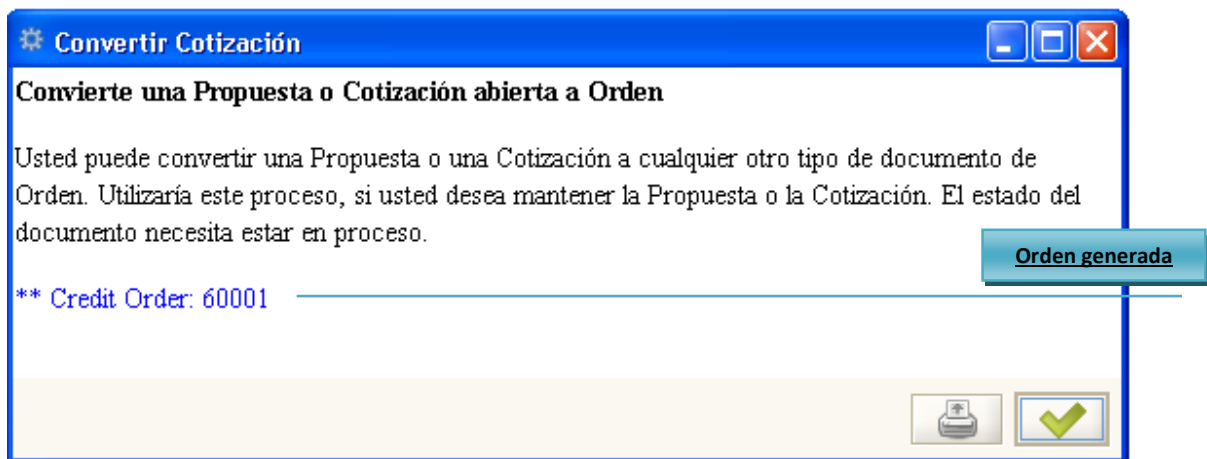 Convertir Cotización
Convierte una Propuesta o Cotización abierta a Orden
Usted puede convertir una Propuesta o una Cotización a cualquier otro tipo de documento de
Orden. Utilizaría este proceso, si usted desea mantener la Propuesta o la Cotización. El estado del
documento necesita estar en proceso.
Orden generada
** Credit Order: 60001